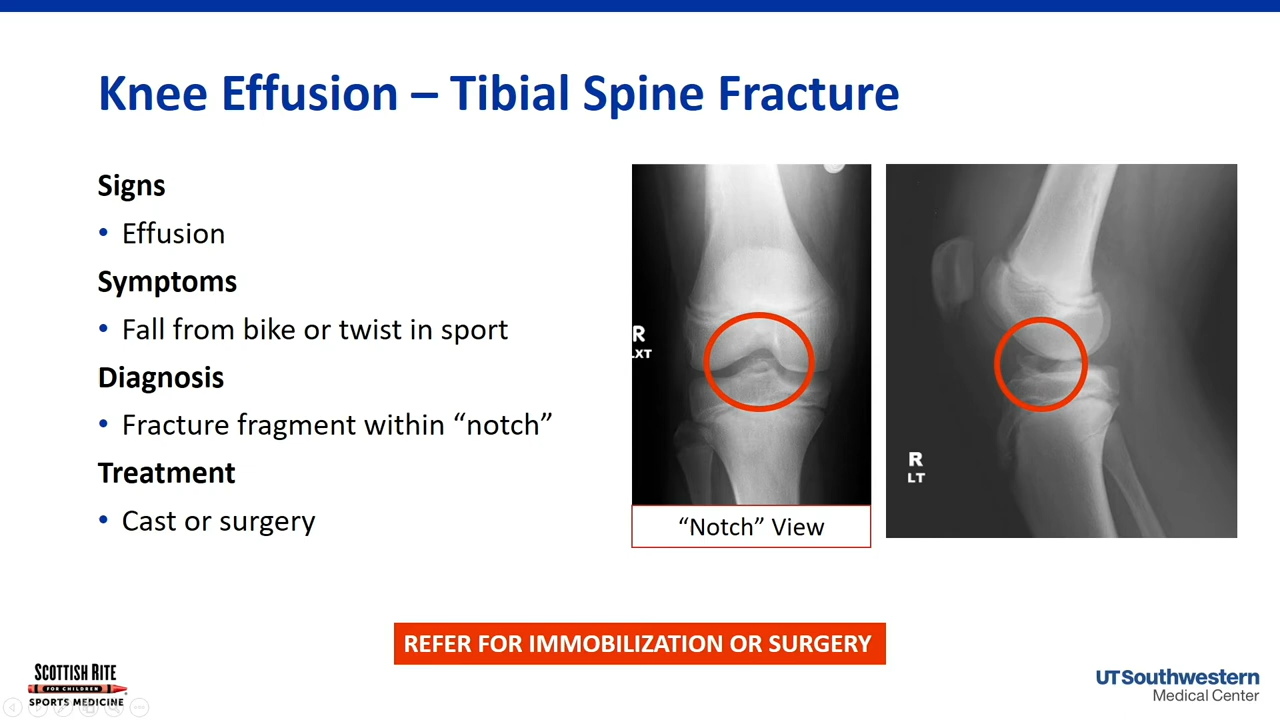 Knee Effusion – Tibial Spine Fracture
Signs
• Effusion
Symptoms
• Fall from bike or twist in sport
Diagnosis
• Fracture fragment within “notch”
Treatment
• Cast or surgery
R
LXT
“Notch” View
R
LT
REFER FOR IMMOBILIZATION OR SURGERY
SCOTTISH RITE
FOR CHILDREN
SPORTS MEDICINE
UTSouthwestern
Medical Center